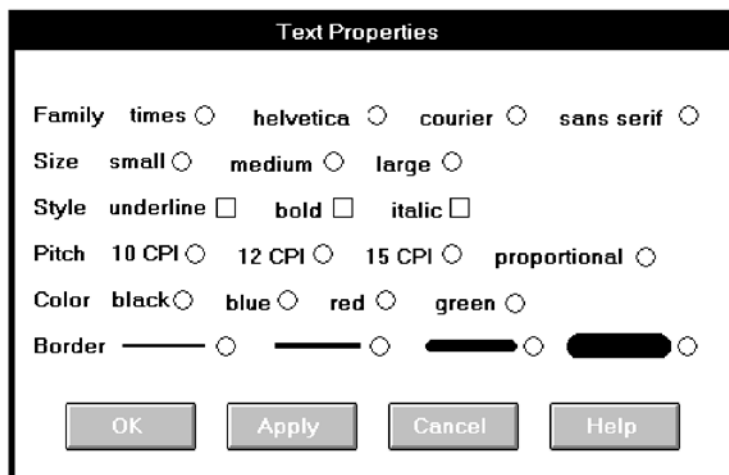 Text Properties
Family times helvetica courier sans serif
Size small medium large
Style underline bold italic
Pitch 10 CPI 12 CPI 15 CPI proportional
Color black blue red green
Border
OK Apply Cancel Help